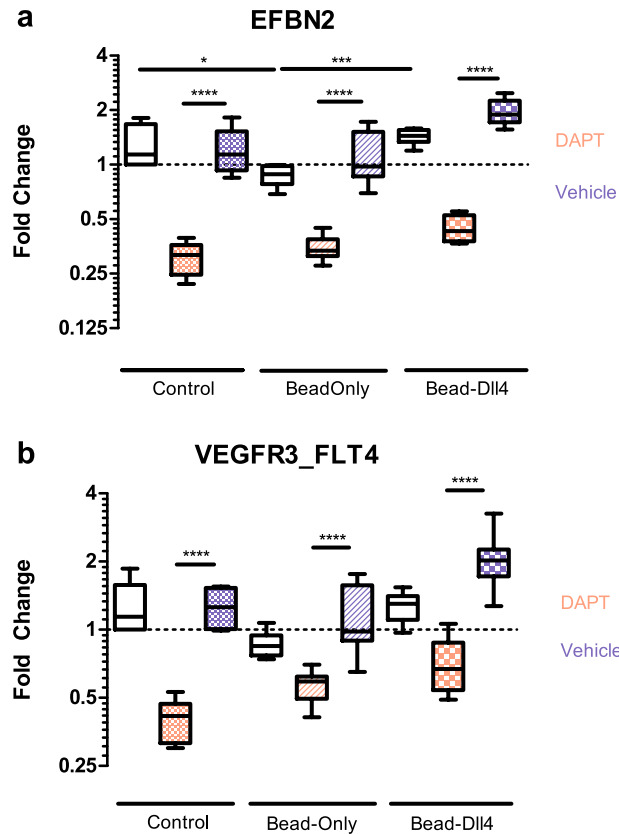 a
EFBN2
* ***
**** **** ****
4
2
1
0.5
0.25
0.125
Fold Change
DAPT
Vehicle
Control BeadOnly Bead-Dll4
b
VEGFR3_FLT4
**** **** ****
4
2
1
0.5
0.25
Fold Change
DAPT
Vehicle
Control Bead-Only Bead-Dll4